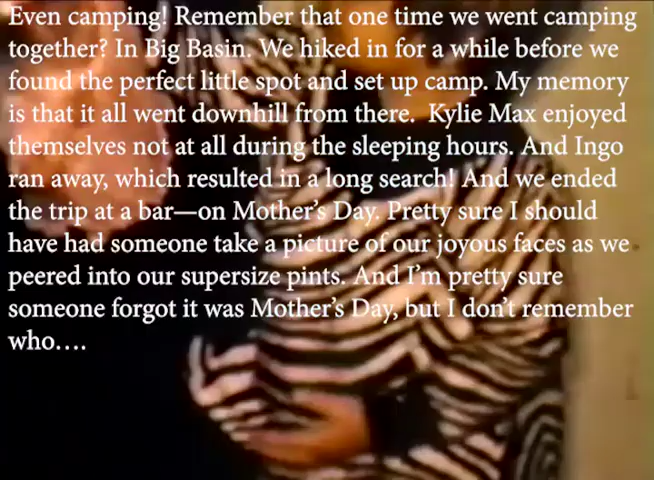 Even camping! Remember that one time we went camping
together? In Big Basin. We hiked in for a while before we
found the perfect little spot and set up camp. My memory
is that it all went downhill from there.  Kylie Max enjoyed
themselves not at all during the sleeping hours. And Ingo
ran away, which resulted in a long search! And we ended
the trip at a bar—on Mother's Day. Pretty sure I should
have had someone take a picture of our joyous faces as we
peered into our supersize pints. And I'm pretty sure
someone forgot it was Mother's Day, but I don't remember
who….